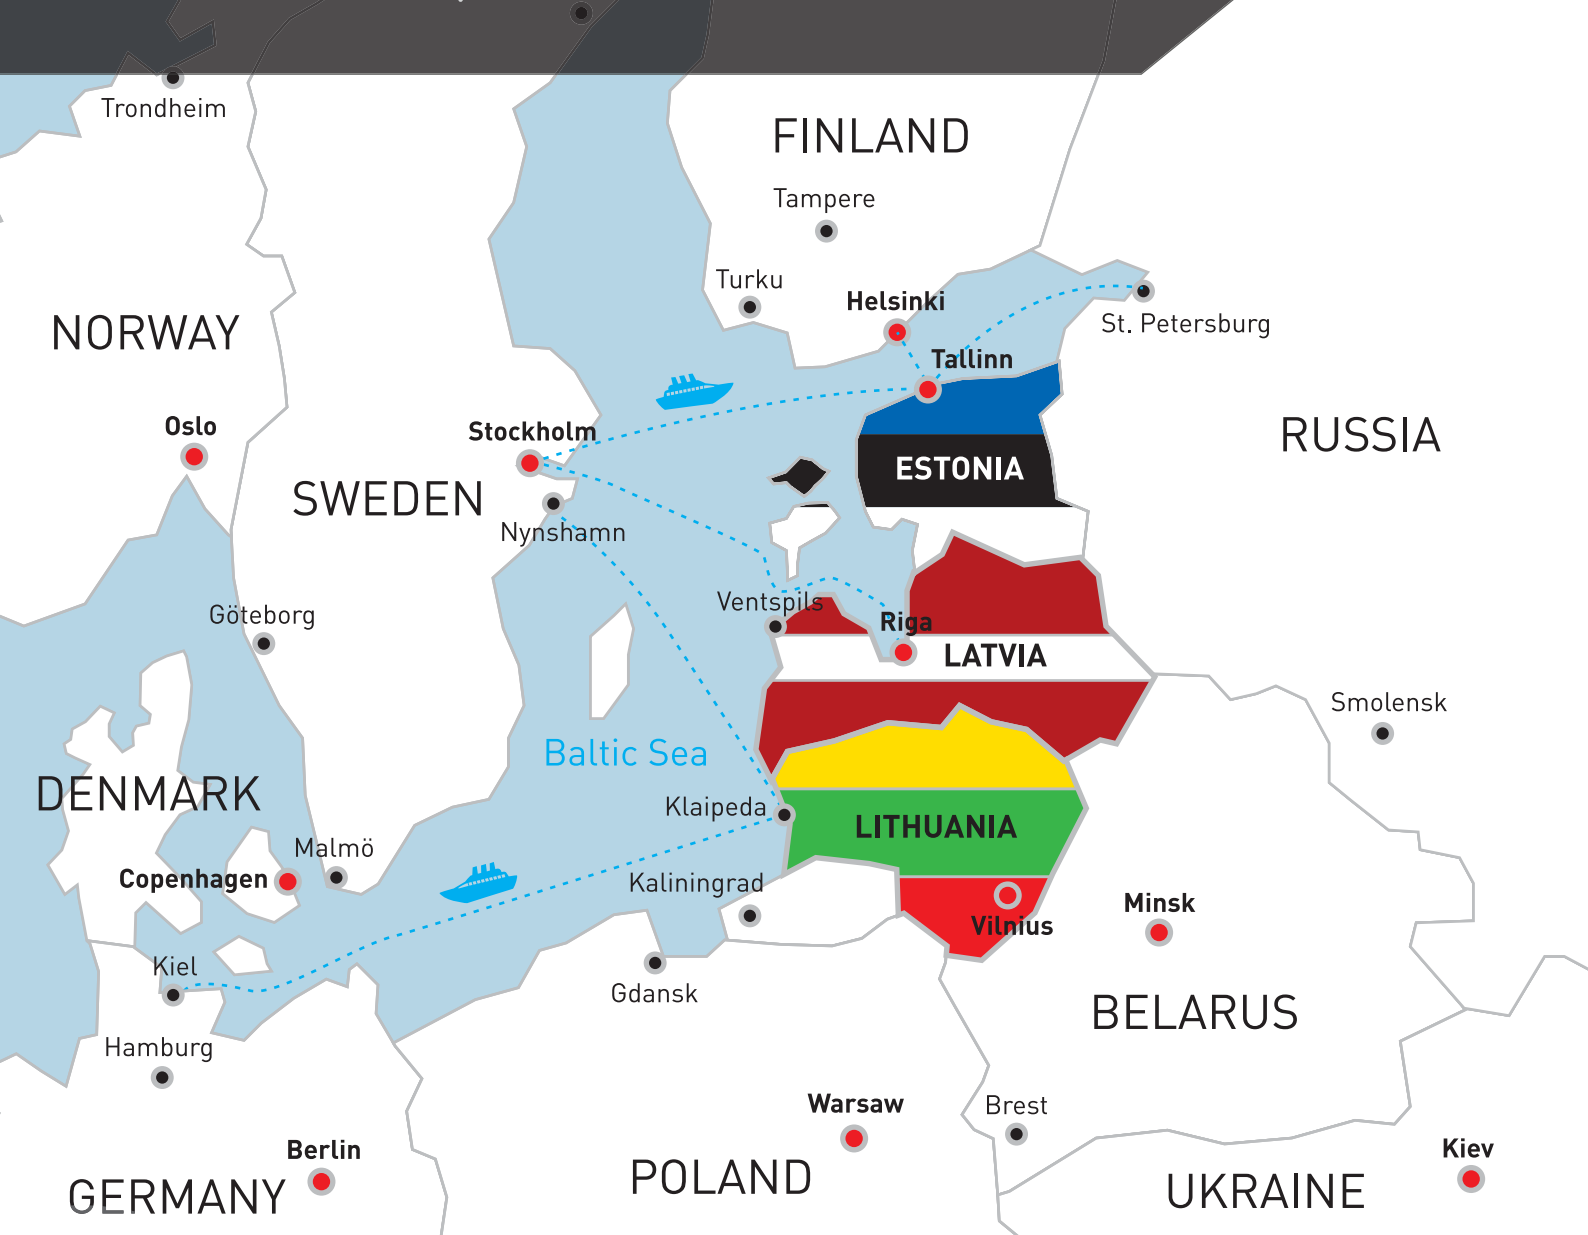 Trondheim
FINLAND
Tampere
Turku
Helsinki
St. Petersburg
NORWAY
Tallinn
Oslo
Stockholm
RUSSIA
ESTONIA
SWEDEN
Nynshamn
Ventspils
Göteborg
Riga
LATVIA
Smolensk
Baltic Sea
DENMARK
Klaipeda
LITHUANIA
Malmö
Copenhagen
Kaliningrad
Minsk
Vilnius
Kiel
Gdansk
BELARUS
Hamburg
Warsaw
Brest
Berlin
Kiev
POLAND
GERMANY
UKRAINE